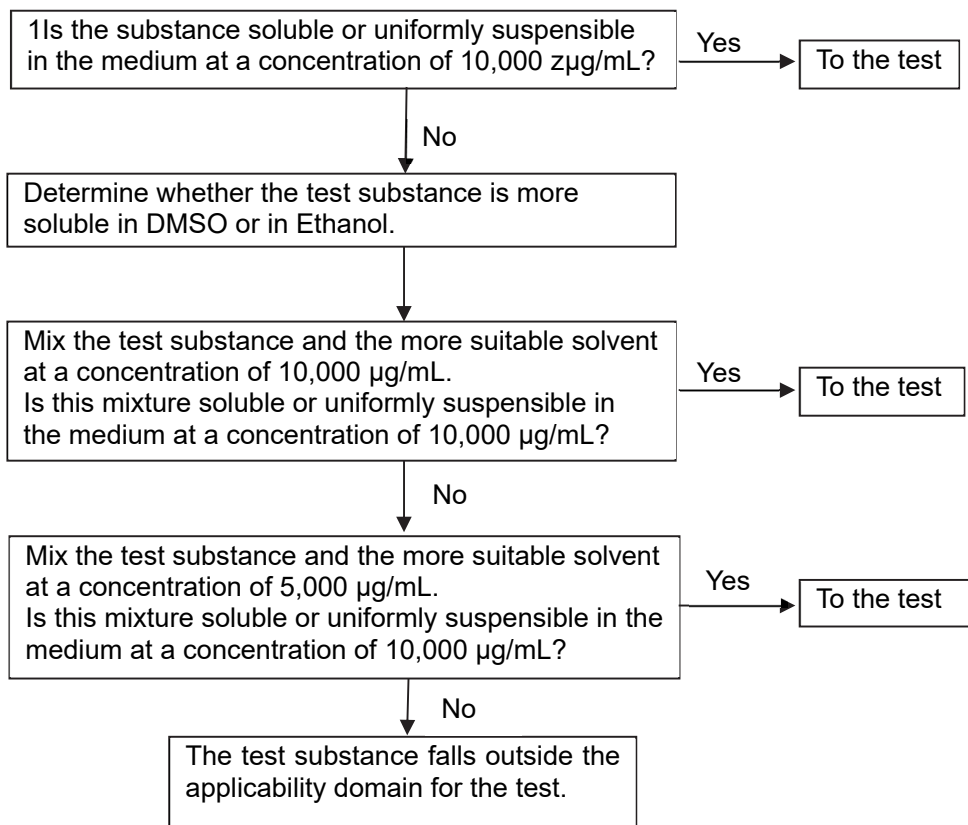 1Is the substance soluble or uniformly suspensible
in the medium at a concentration of 10,000 zµg/mL?
Yes
To the test
No
Determine whether the test substance is more
soluble in DMSO or in Ethanol.
Mix the test substance and the more suitable solvent
at a concentration of 10,000 µg/mL.
Is this mixture soluble or uniformly suspensible in
the medium at a concentration of 10,000 µg/mL?
Yes
To the test
No
Mix the test substance and the more suitable solvent
at a concentration of 5,000 µg/mL.
Is this mixture soluble or uniformly suspensible in the
medium at a concentration of 10,000 µg/mL?
Yes
To the test
No
The test substance falls outside the
applicability domain for the test.